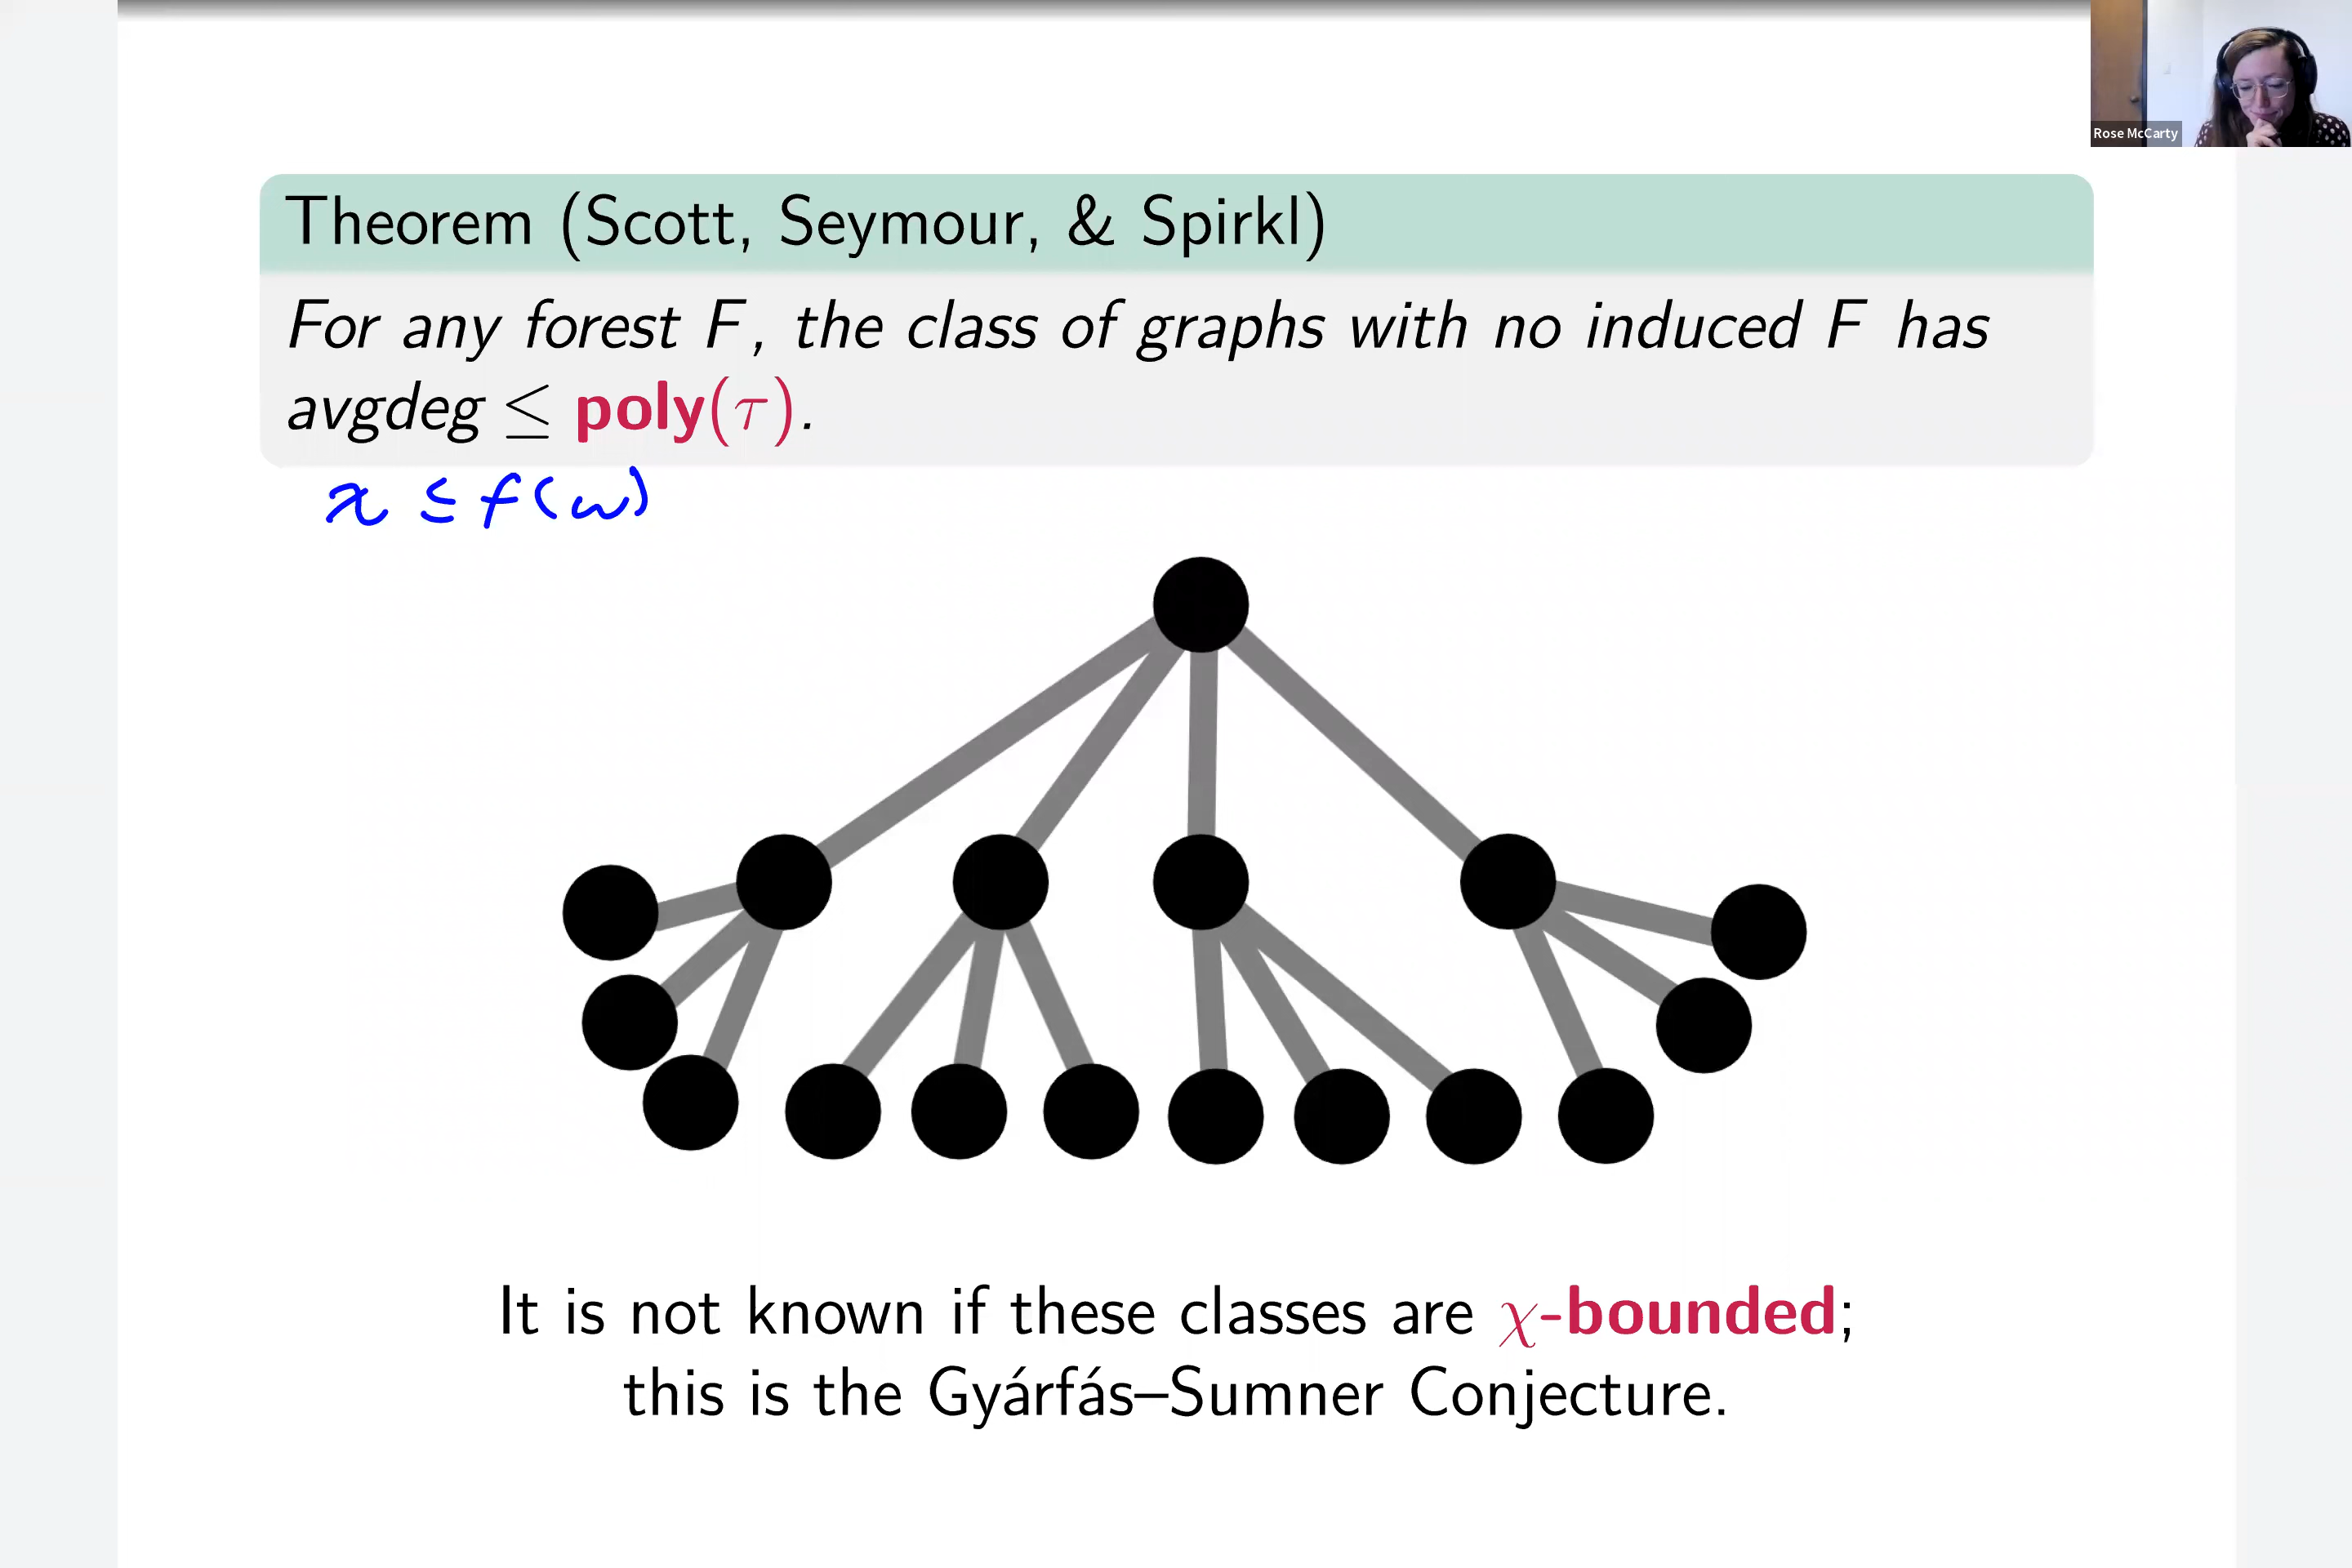 Rose McCarty
Theorem (Scott, Seymour, & Spirkl)
For any forest F, the class of graphs with no induced F has
avgdeg ≤ poly(τ).
χ ≤ f(ω)
It is not known if these classes are χ-bounded;
this is the Gyárfás–Sumner Conjecture.